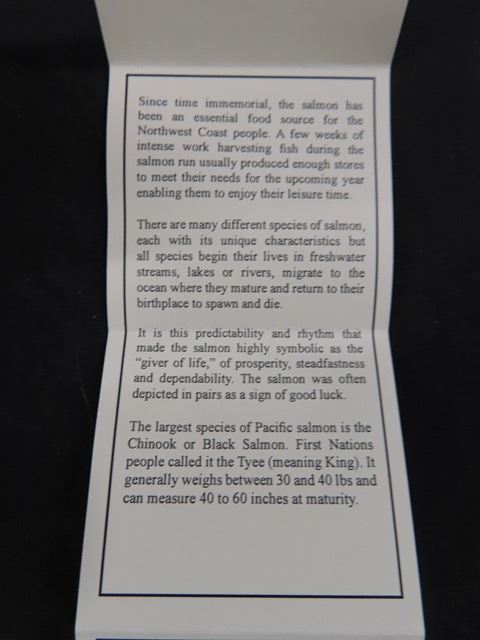 Since time immemorial, the salmon has
been an essential food source for the
Northwest Coast people. A few weeks of
intense work harvesting fish during the
salmon run usually produced enough stores
to meet their needs for the upcoming year
enabling them to enjoy their leisure time.
There are many different species of salmon,
each with its unique characteristics but
all species begin their lives in freshwater
streams, lakes or rivers, migrate to the
ocean where they mature and return to their
birthplace to spawn and die.
It is this predictability and rhythm that
made the salmon highly symbolic as the
“giver of life,” of prosperity, steadfastness
and dependability. The salmon was often
depicted in pairs as a sign of good luck.
The largest species of Pacific salmon is the
Chinook or Black Salmon. First Nations
people called it the Tyee (meaning King). It
generally weighs between 30 and 40 lbs and
can measure 40 to 60 inches at maturity.